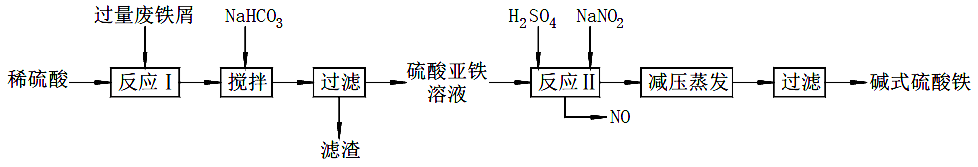 过量废铁屑
NaHCO₃
H₂SO₄
NaNO₂
稀硫酸
反应Ⅰ
搅拌
过滤
硫酸亚铁
溶液
反应Ⅱ
减压蒸发
过滤
碱式硫酸铁
滤渣
NO